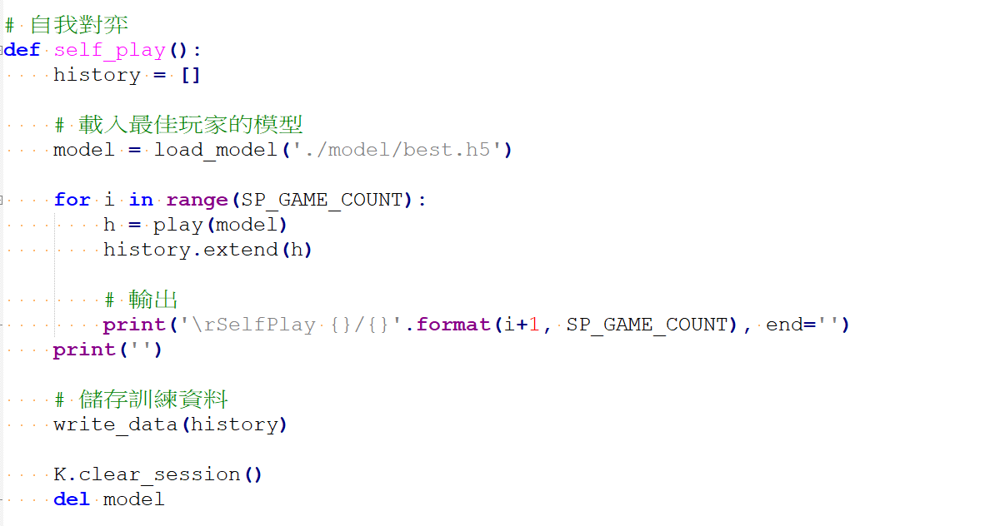 # 自我對弈
def self_play():
    history = []
    # 載入最佳玩家的模型
    model = load_model('./model/best.h5')
    for i in range(SP_GAME_COUNT):
        h = play(model)
        history.extend(h)
        # 輸出
        print('\rSelfPlay {}/{}'.format(i+1, SP_GAME_COUNT), end='')
    print('')
    # 儲存訓練資料
    write_data(history)
    K.clear_session()
    del model